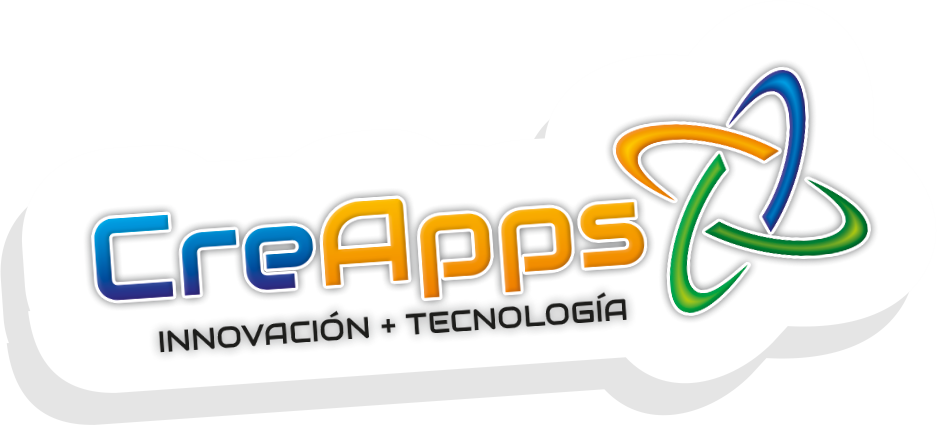 CreApps
INNOVACIÓN + TECNOLOGÍA